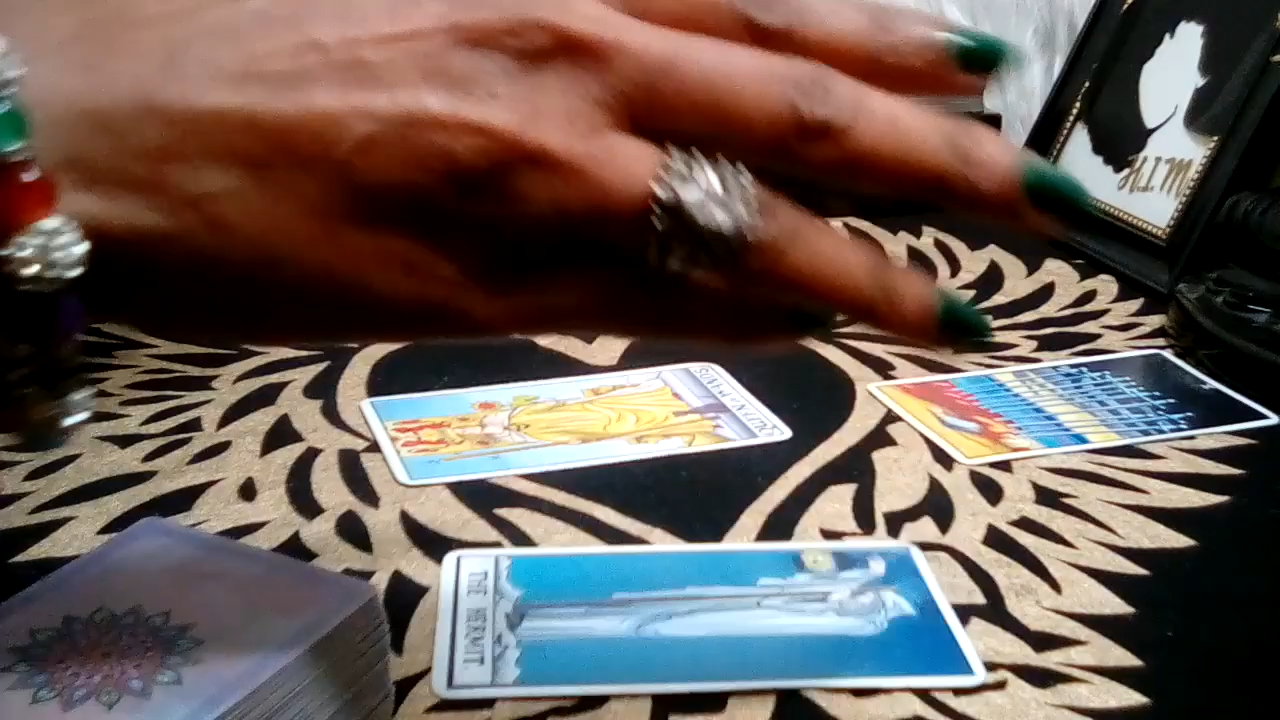 H.I.M
QUEEN of WANDS
X
THE HERMIT.